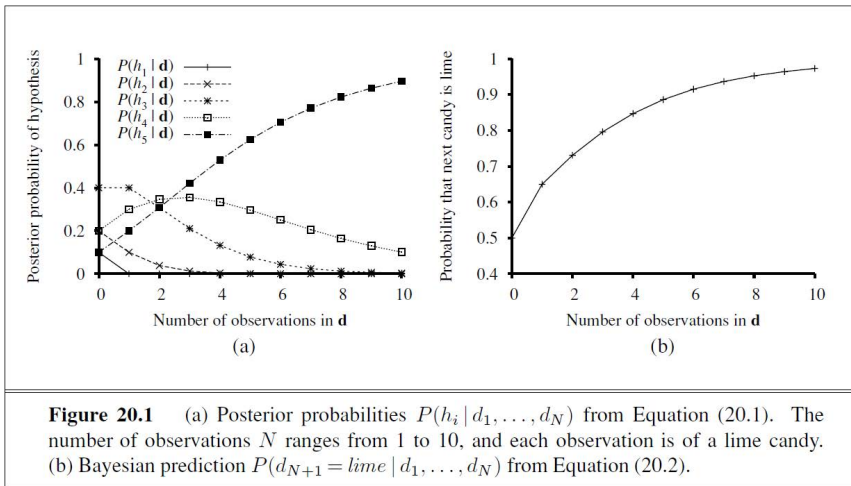 Posterior probability of hypothesis
1
0.8
0.6
0.4
0.2
0
P(h₁ | d)
P(h₂ | d)
P(h₃ | d)
P(h₄ | d)
P(h₅ | d)
0 2 4 6 8 10
Number of observations in d
(a)
Probability that next candy is lime
1
0.9
0.8
0.7
0.6
0.5
0.4
0 2 4 6 8 10
Number of observations in d
(b)
Figure 20.1 (a) Posterior probabilities P(hᵢ | d₁, . . . , d_N) from Equation (20.1). The
number of observations N ranges from 1 to 10, and each observation is of a lime candy.
(b) Bayesian prediction P(d_{N+1} = lime | d₁, . . . , d_N) from Equation (20.2).